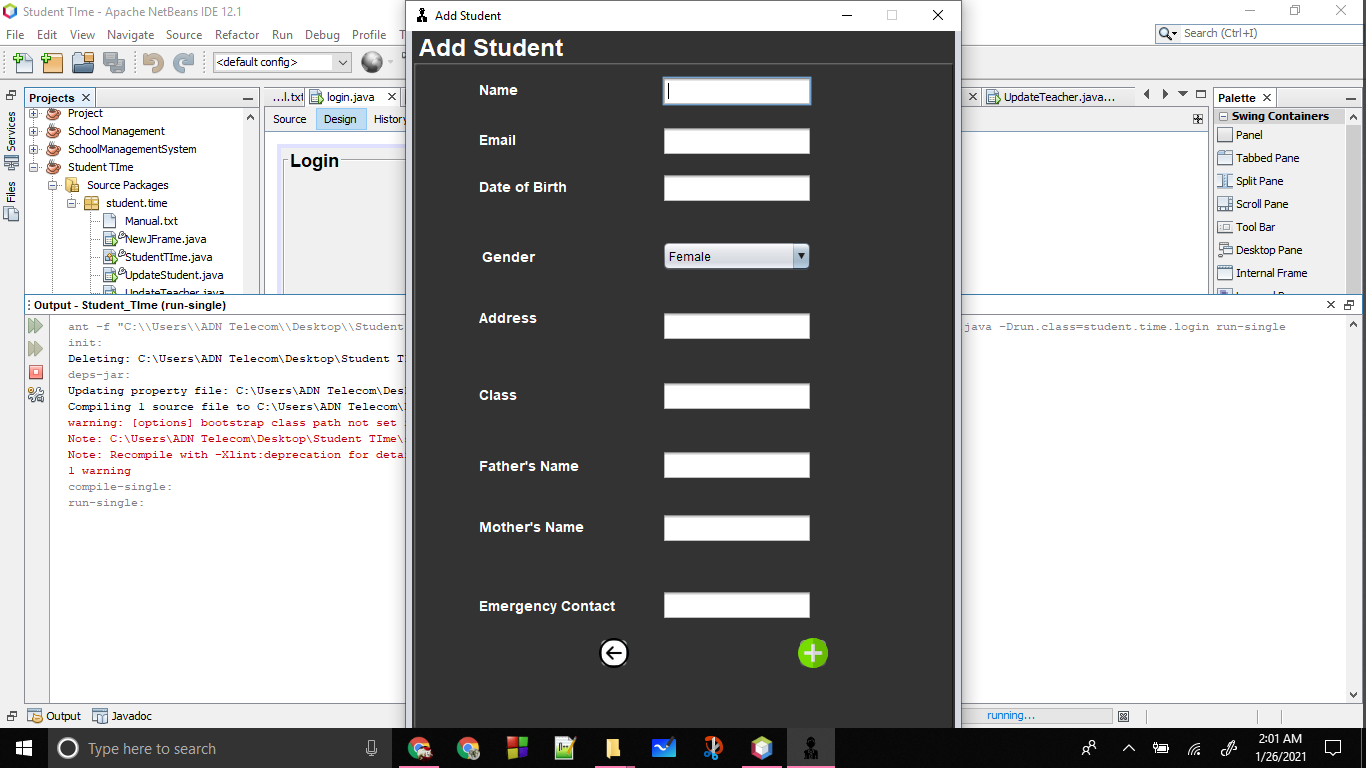 Student TIme - Apache NetBeans IDE 12.1
File Edit View Navigate Source Refactor Run Debug Profile
Search (Ctrl+I)
<default config>
Add Student
Add Student
Name
Email
Date of Birth
Gender
Female
Address
Class
Father's Name
Mother's Name
Emergency Contact
Services
Files
Projects
Project
School Management
SchoolManagementSystem
Student TIme
Source Packages
student.time
Manual.txt
NewJFrame.java
StudentTIme.java
UpdateStudent.java
UpdateTeacher.java
...l.txt
login.java
UpdateTeacher.java...
Source Design History
Login
Palette
Swing Containers
Panel
Tabbed Pane
Split Pane
Scroll Pane
Tool Bar
Desktop Pane
Internal Frame
Output - Student_TIme (run-single)
ant -f "C:\\Users\\ADN Telecom\\Desktop\\Student
java -Drun.class=student.time.login run-single
init:
Deleting: C:\Users\ADN Telecom\Desktop\Student T
deps-jar:
Updating property file: C:\Users\ADN Telecom\Des
Compiling 1 source file to C:\Users\ADN Telecom\
warning: [options] bootstrap class path not set
Note: C:\Users\ADN Telecom\Desktop\Student TIme\
Note: Recompile with -Xlint:deprecation for deta
1 warning
compile-single:
run-single:
Output Javadoc
running...
Type here to search
2:01 AM
1/26/2021